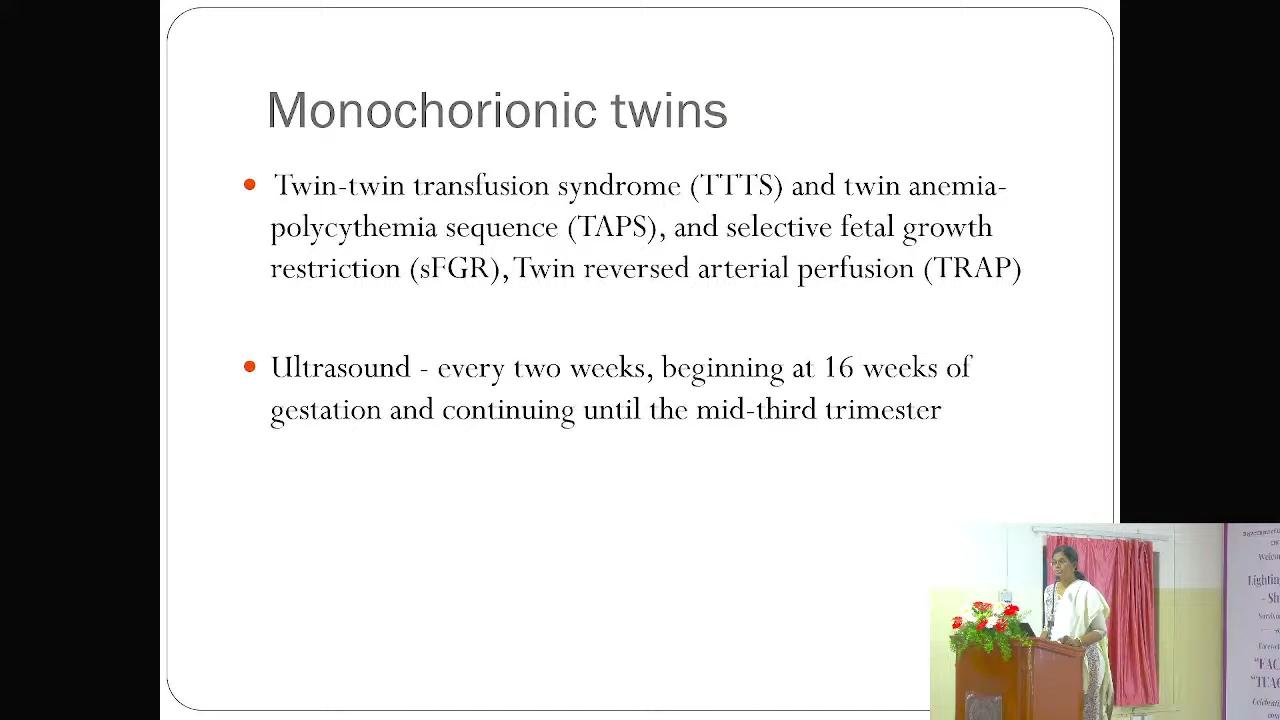 Monochorionic twins
Twin-twin transfusion syndrome (TTTS) and twin anemia-
polycythemia sequence (TAPS), and selective fetal growth
restriction (sFGR), Twin reversed arterial perfusion (TRAP)
Ultrasound - every two weeks, beginning at 16 weeks of
gestation and continuing until the mid-third trimester
Lighting